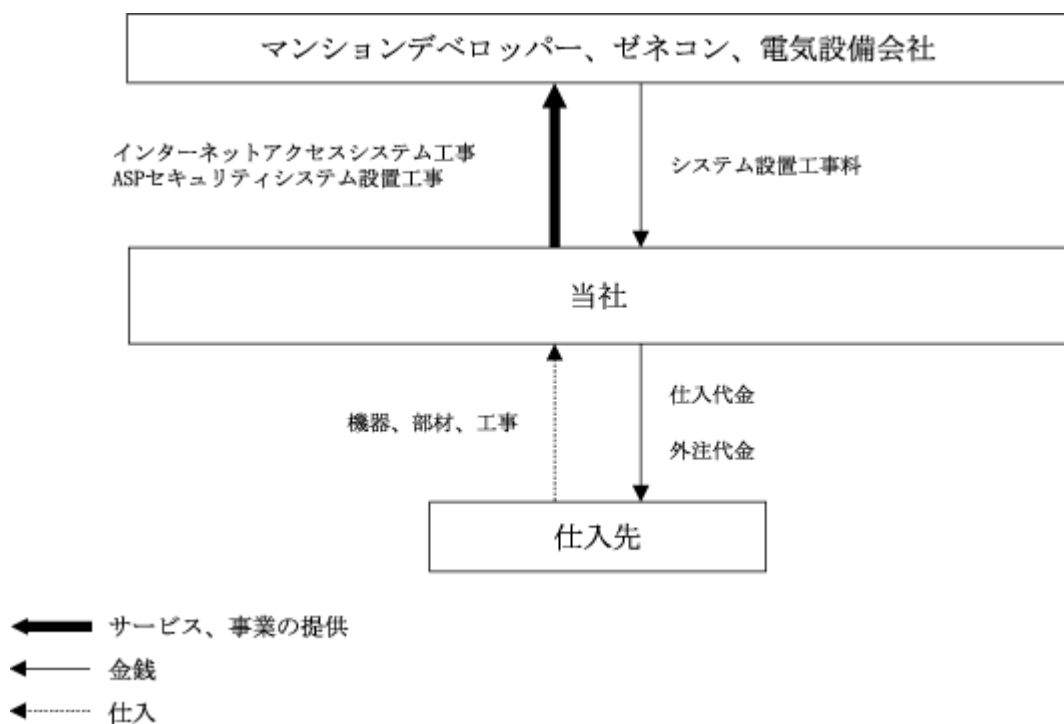 マンションデベロッパー、ゼネコン、電気設備会社
インターネットアクセスシステム工事
ASPセキュリティシステム設置工事
システム設置工事料
当社
機器、部材、工事
仕入代金
外注代金
仕入先
サービス、事業の提供
金銭
仕入